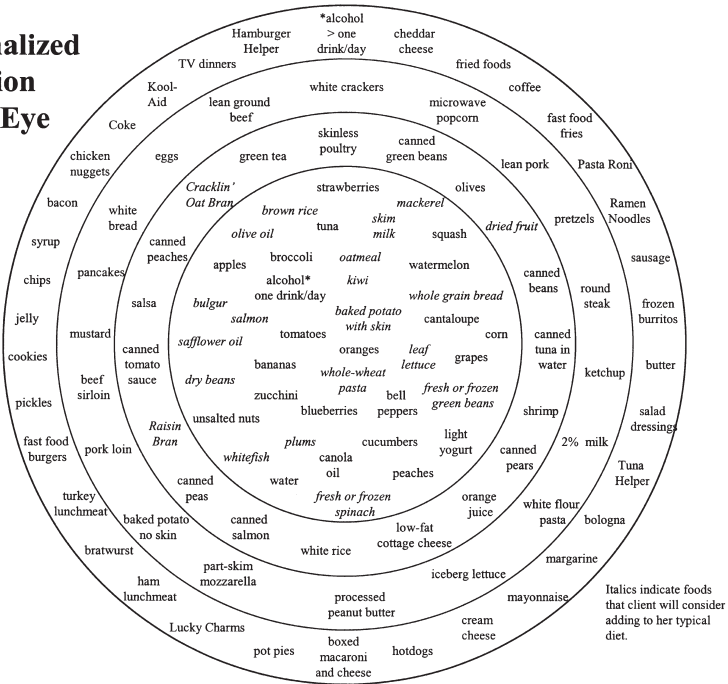 nalized
ion
Eye
*alcohol
> one
drink/day
Hamburger
Helper
cheddar
cheese
TV dinners
fried foods
Kool-
Aid
coffee
Coke
fast food
fries
chicken
nuggets
Pasta Roni
bacon
Ramen
Noodles
syrup
sausage
chips
frozen
burritos
jelly
cookies
butter
pickles
salad
dressings
fast food
burgers
Tuna
Helper
turkey
lunchmeat
bologna
bratwurst
margarine
ham
lunchmeat
mayonnaise
Lucky Charms
cream
cheese
pot pies
boxed
macaroni
and cheese
hotdogs
white crackers
lean ground
beef
microwave
popcorn
eggs
lean pork
white
bread
pretzels
pancakes
round
steak
mustard
ketchup
beef
sirloin
pork loin
2% milk
baked potato
no skin
white flour
pasta
part-skim
mozzarella
iceberg lettuce
processed
peanut butter
skinless
poultry
green tea
canned
green beans
Cracklin'
Oat Bran
olives
canned
peaches
dried fruit
salsa
canned
beans
canned
tomato
sauce
canned
tuna in
water
Raisin
Bran
shrimp
canned
peas
canned
pears
canned
salmon
orange
juice
white rice
low-fat
cottage cheese
strawberries
brown rice
mackerel
tuna
skim
milk
olive oil
squash
apples
broccoli
oatmeal
watermelon
alcohol*
one drink/day
kiwi
bulgur
whole grain bread
salmon
baked potato
with skin
cantaloupe
safflower oil
tomatoes
corn
oranges
leaf
lettuce
grapes
bananas
whole-wheat
pasta
dry beans
fresh or frozen
green beans
zucchini
bell
peppers
blueberries
unsalted nuts
plums
cucumbers
light
yogurt
whitefish
canola
oil
peaches
water
fresh or frozen
spinach
Italics indicate foods
that client will consider
adding to her typical
diet.